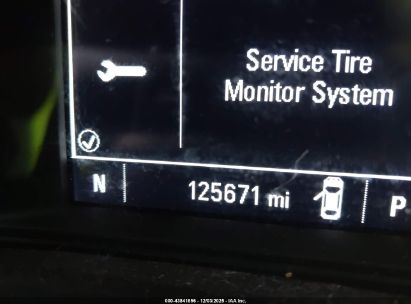 Service Tire
Monitor System
N 125671 mi P